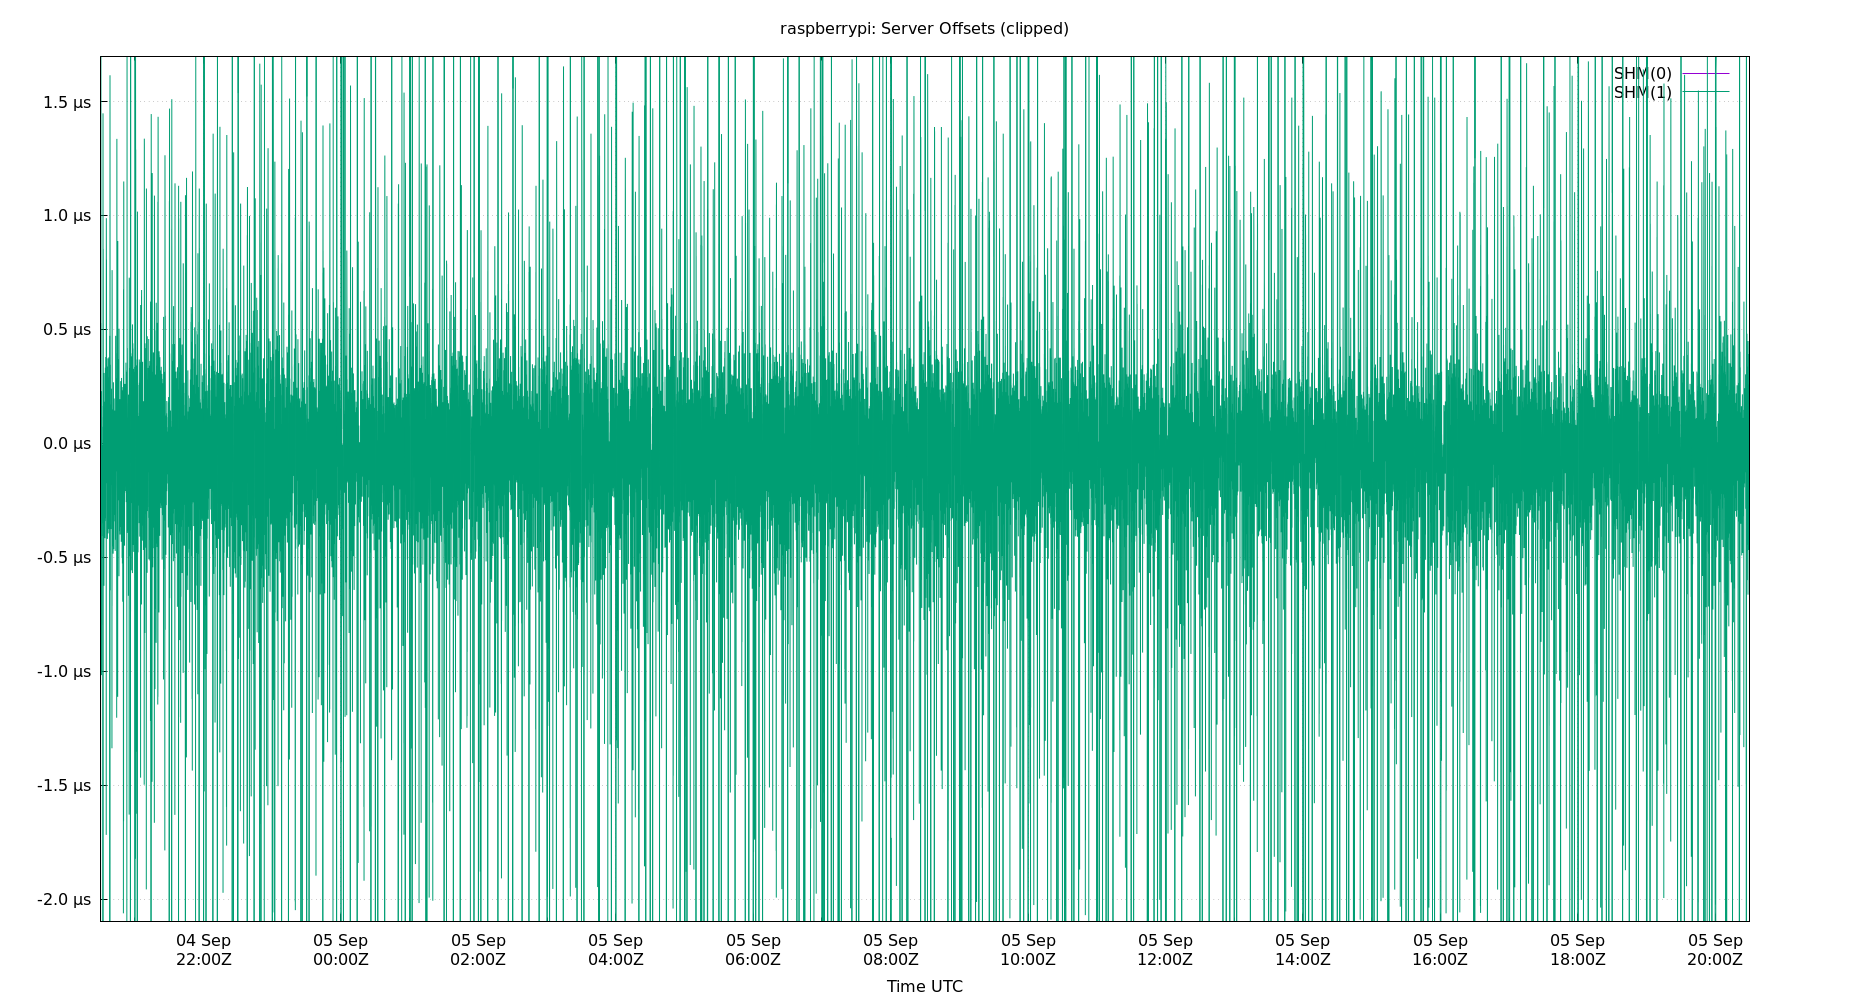 raspberrypi: Server Offsets (clipped)
SHM(0)
SHM(1)
1.5 µs
1.0 µs
0.5 µs
0.0 µs
-0.5 µs
-1.0 µs
-1.5 µs
-2.0 µs
04 Sep 05 Sep 05 Sep 05 Sep 05 Sep 05 Sep 05 Sep 05 Sep 05 Sep 05 Sep 05 Sep 05 Sep
22:00Z 00:00Z 02:00Z 04:00Z 06:00Z 08:00Z 10:00Z 12:00Z 14:00Z 16:00Z 18:00Z 20:00Z
Time UTC